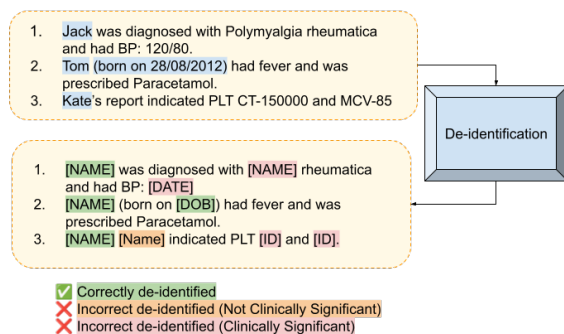 1. Jack was diagnosed with Polymyalgia rheumatica
and had BP: 120/80.
2. Tom (born on 28/08/2012) had fever and was
prescribed Paracetamol.
3. Kate's report indicated PLT CT-150000 and MCV-85
De-identification
1. [NAME] was diagnosed with [NAME] rheumatica
and had BP: [DATE]
2. [NAME] (born on [DOB]) had fever and was
prescribed Paracetamol.
3. [NAME] [Name] indicated PLT [ID] and [ID].
✅ Correctly de-identified
❌ Incorrect de-identified (Not Clinically Significant)
❌ Incorrect de-identified (Clinically Significant)